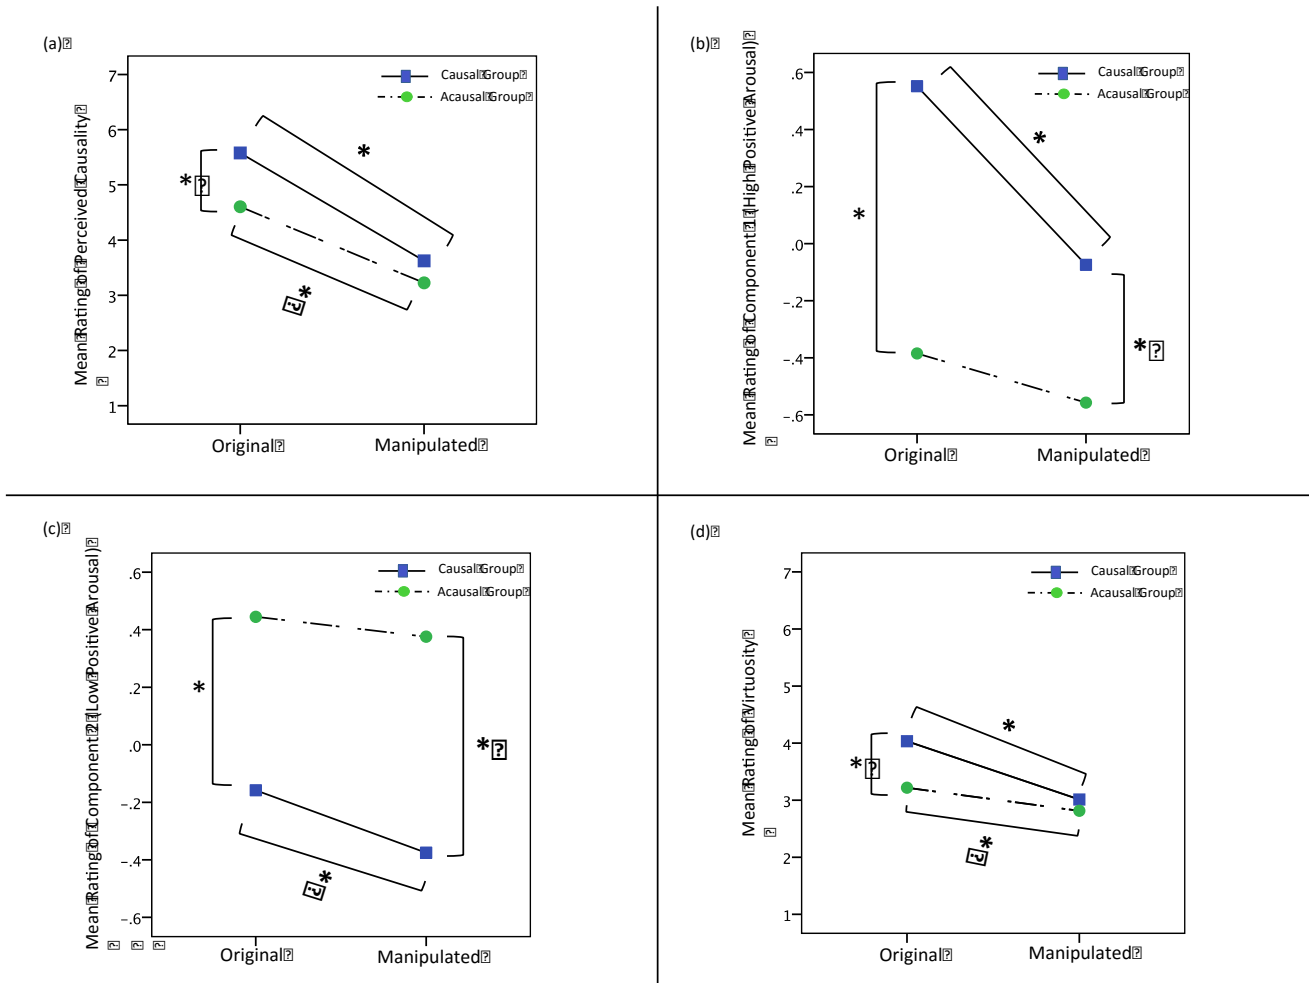 (a)
7
6
5
4
3
2
1
Mean Rating of Perceived Causality
Causal Group
Acausal Group
*
*
*
Original
Manipulated
(b)
.6
.4
.2
.0
-.2
-.4
-.6
Mean Rating of Component 1 (High Positive Arousal)
Causal Group
Acausal Group
*
*
*
Original
Manipulated
(c)
.6
.4
.2
.0
-.2
-.4
-.6
Mean Rating of Component 2 (Low Positive Arousal)
Causal Group
Acausal Group
*
*
*
Original
Manipulated
(d)
7
6
5
4
3
2
1
Mean Rating of Virtuosity
Causal Group
Acausal Group
*
*
*
Original
Manipulated